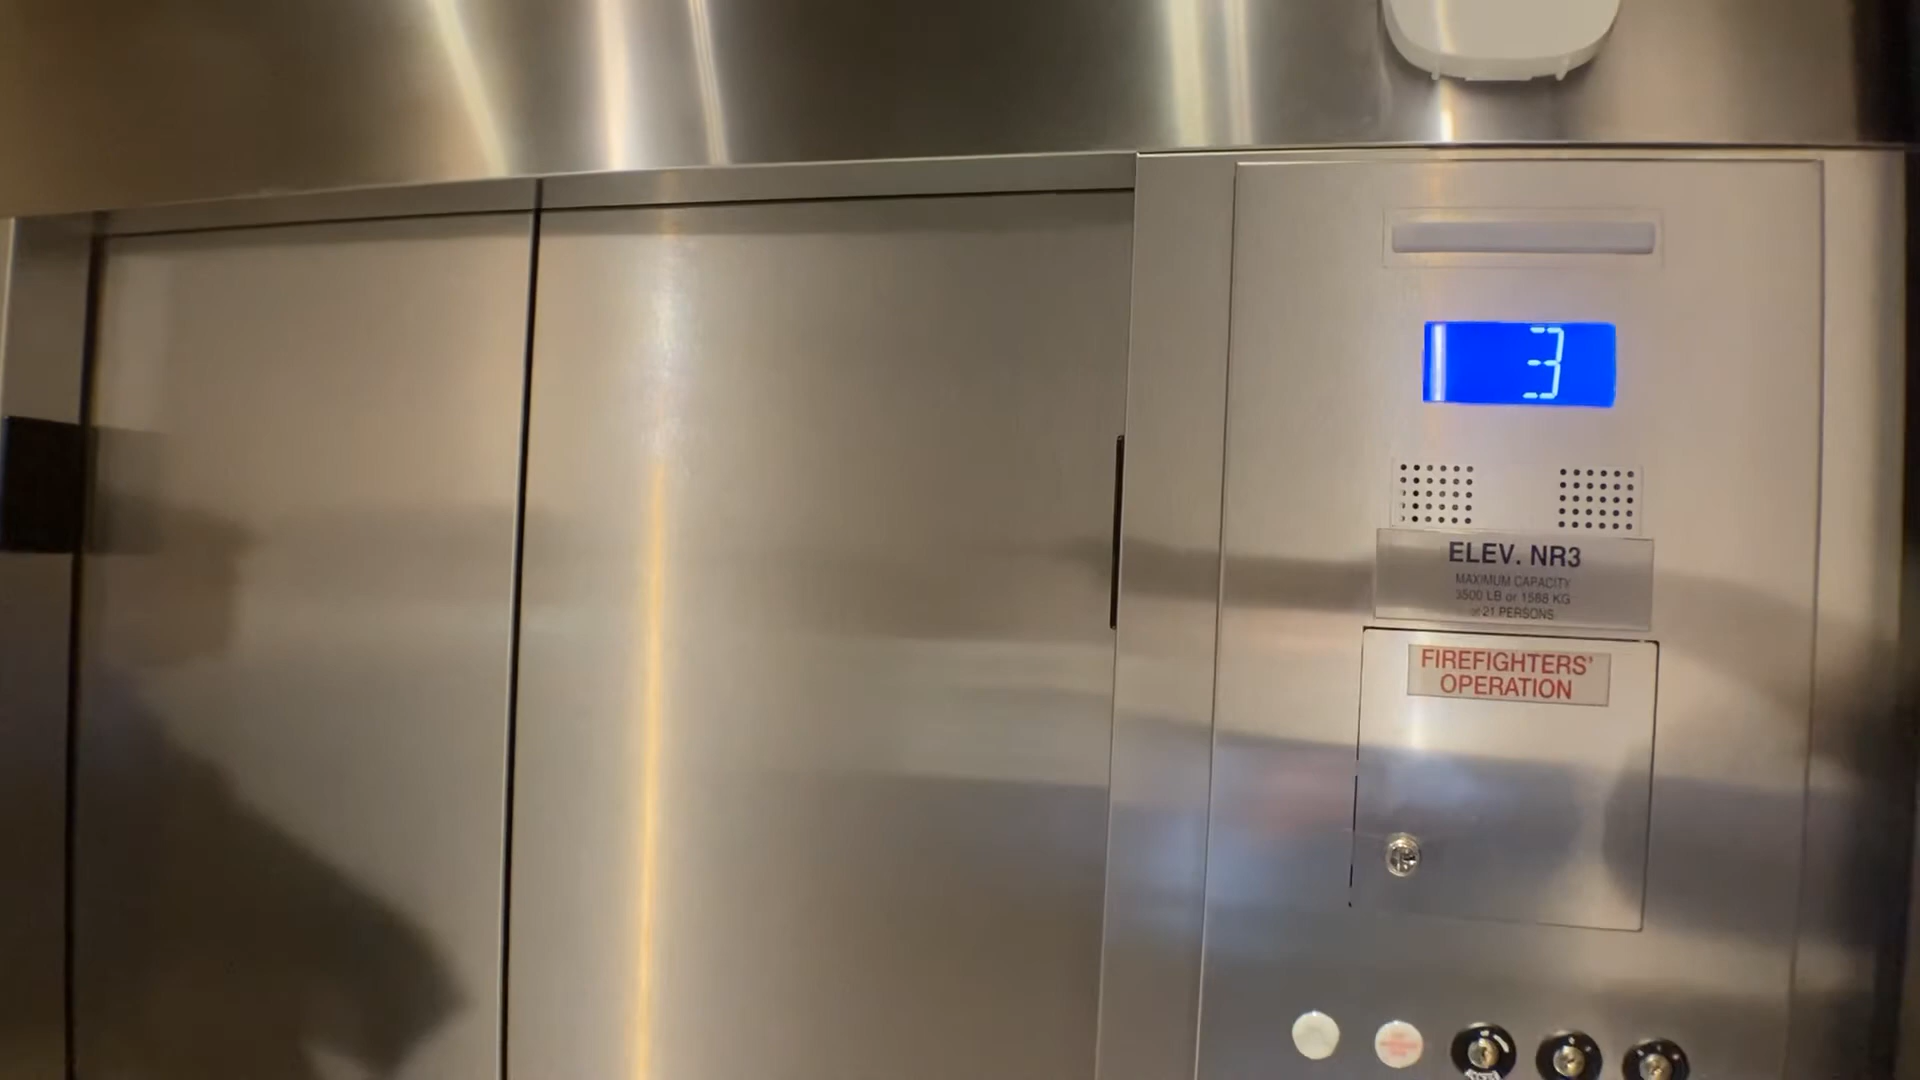 3
ELEV. NR3
MAXIMUM CAPACITY
3500 LB or 1588 KG
or 21 PERSONS
FIREFIGHTERS'
OPERATION